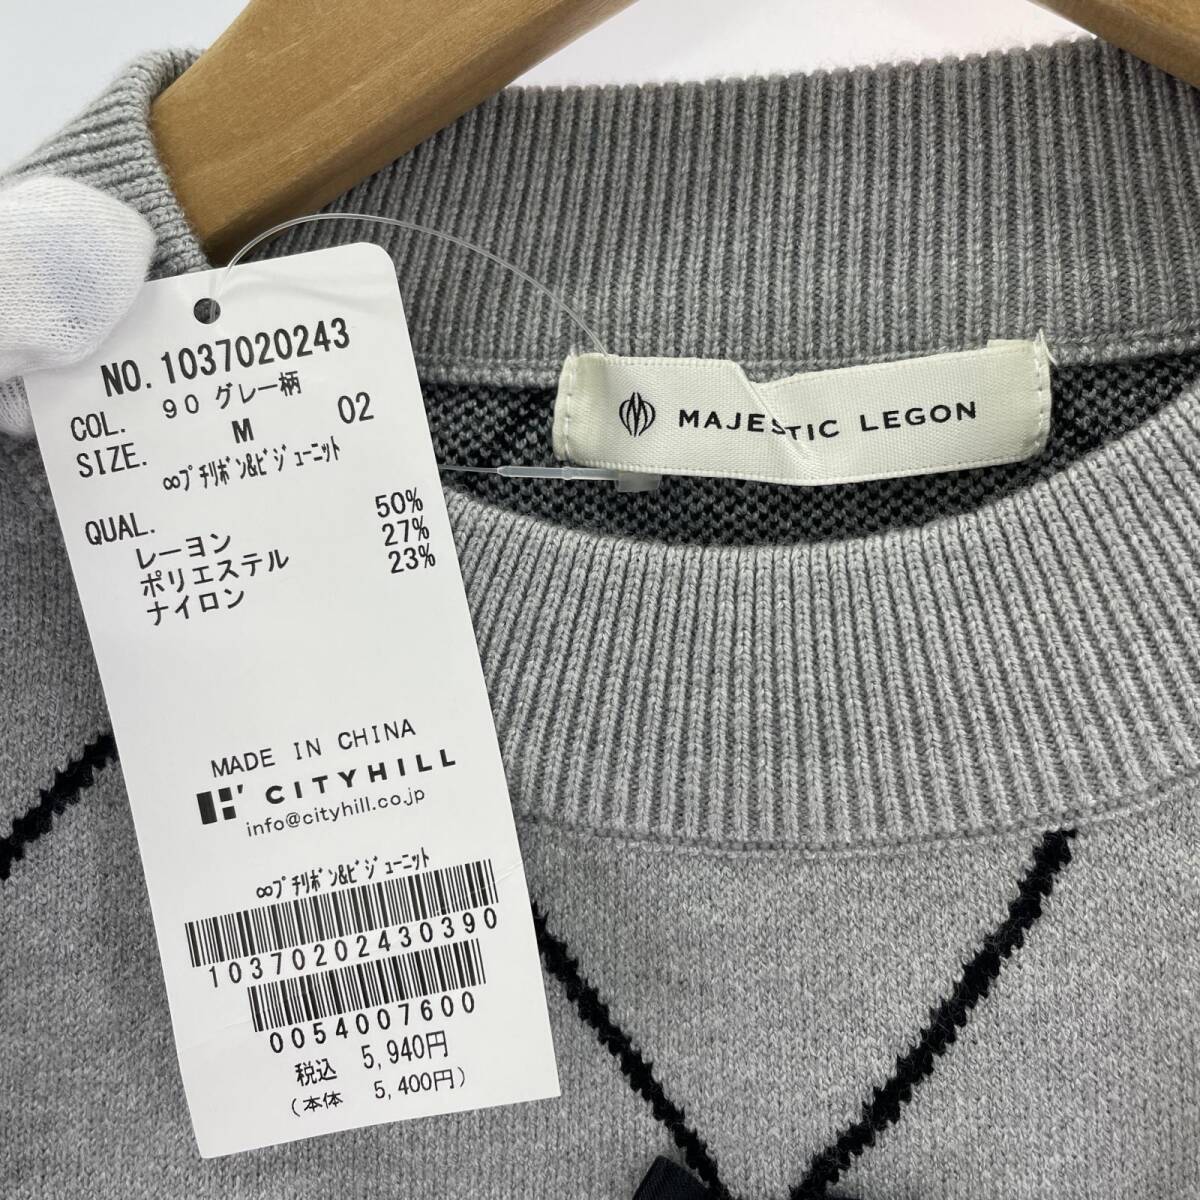 NO. 1037020243
COL. 90 グレー柄
SIZE. M 02
∞ﾌﾟﾁﾘﾎﾞﾝ&ﾋﾞｼﾞｭｰﾆｯﾄ
QUAL.
レーヨン 50%
ポリエステル 27%
ナイロン 23%
MADE IN CHINA
CITYHILL
info@cityhill.co.jp
∞ﾌﾟﾁﾘﾎﾞﾝ&ﾋﾞｼﾞｭｰﾆｯﾄ
10370202430390
0054007600
税込 5,940円
(本体 5,400円)
MAJESTIC LEGON